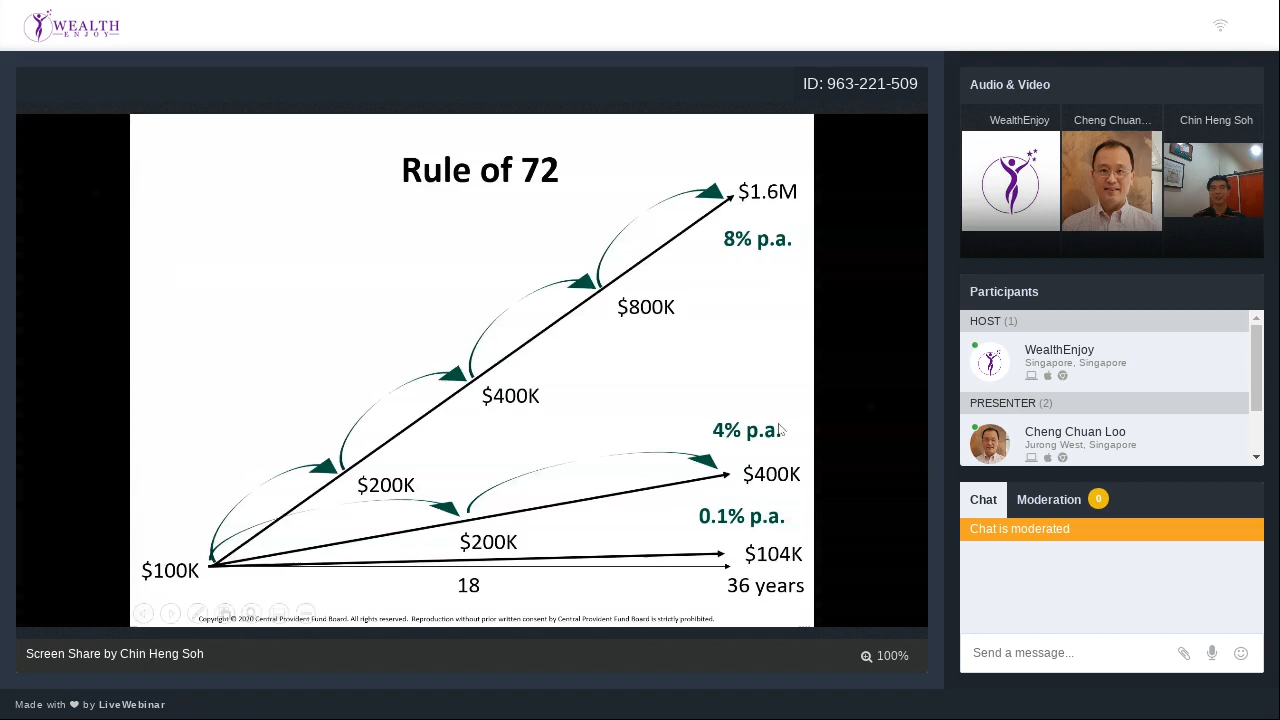 WEALTH
ENJOY
ID: 963-221-509
Rule of 72
$1.6M
8% p.a.
$800K
$400K
4% p.a.
$400K
$200K
0.1% p.a.
$200K
$104K
$100K
18
36 years
Copyright © 2020 Central Provident Fund Board. All rights reserved. Reproduction without prior written consent by Central Provident Fund Board is strictly prohibited.
Screen Share by Chin Heng Soh
100%
Audio & Video
WealthEnjoy
Cheng Chuan...
Chin Heng Soh
Participants
HOST (1)
WealthEnjoy
Singapore, Singapore
PRESENTER (2)
Cheng Chuan Loo
Jurong West, Singapore
Chat
Moderation 0
Chat is moderated
Send a message...
Made with ❤ by LiveWebinar